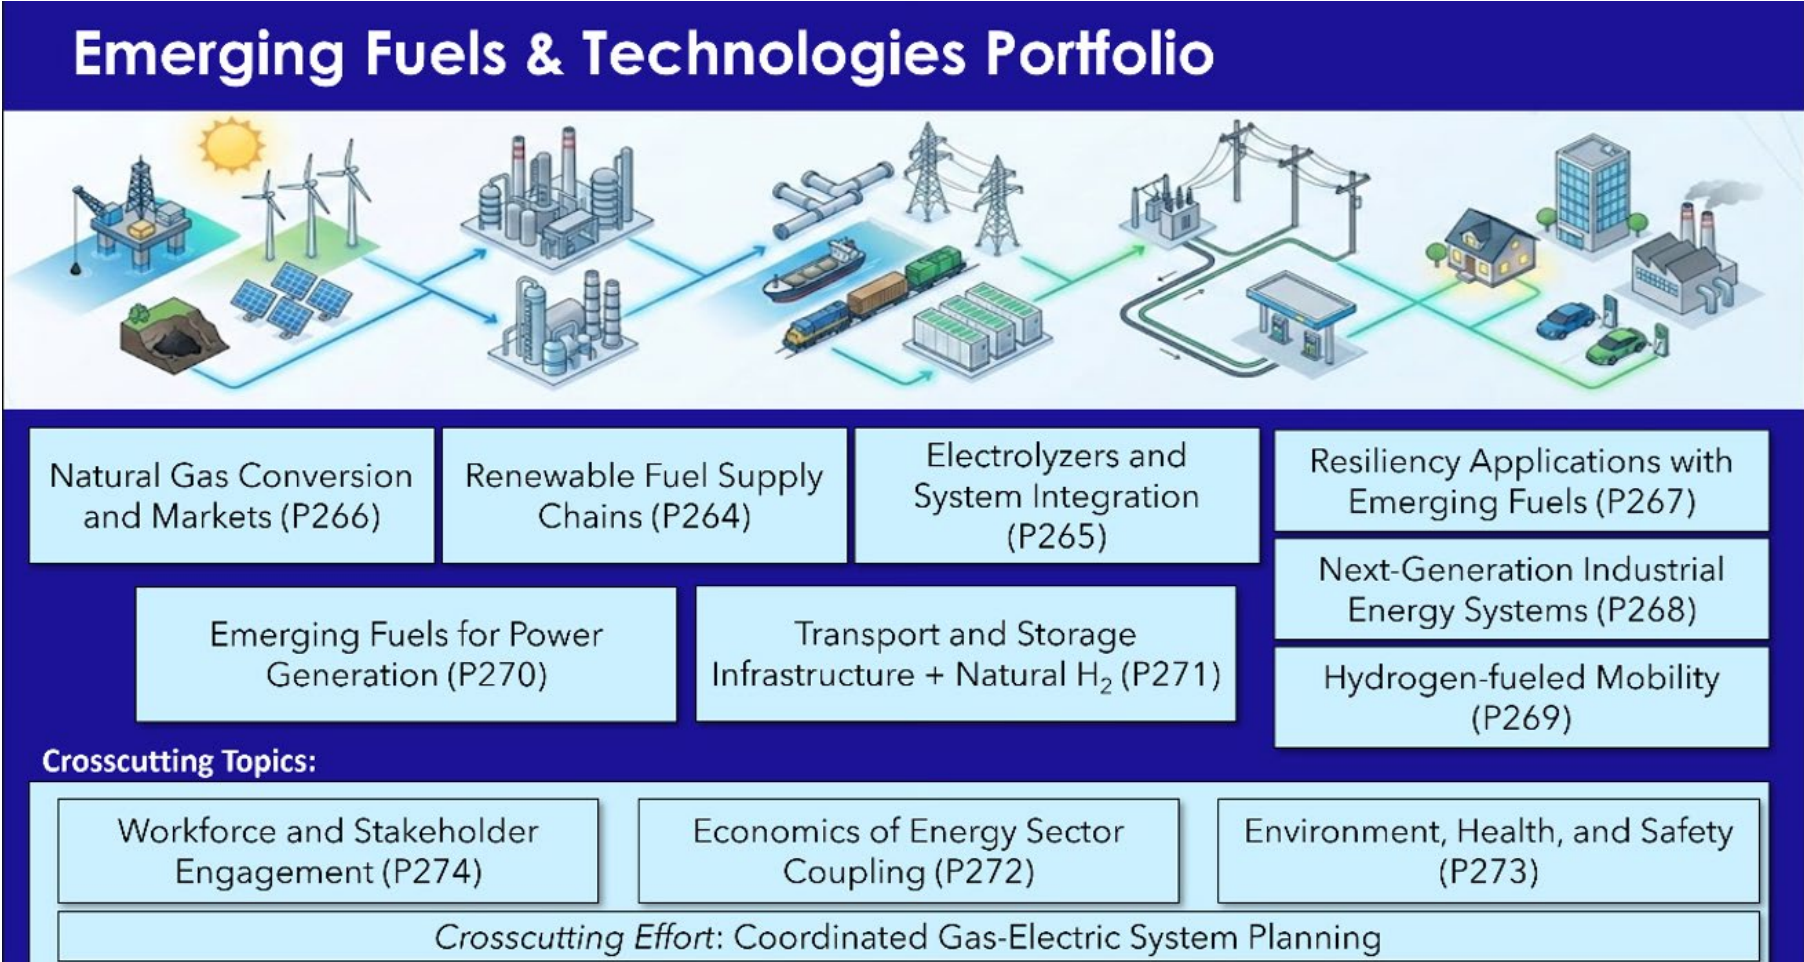 Emerging Fuels & Technologies Portfolio
Natural Gas Conversion
and Markets (P266)
Renewable Fuel Supply
Chains (P264)
Electrolyzers and
System Integration
(P265)
Resiliency Applications with
Emerging Fuels (P267)
Next-Generation Industrial
Energy Systems (P268)
Hydrogen-fueled Mobility
(P269)
Emerging Fuels for Power
Generation (P270)
Transport and Storage
Infrastructure + Natural H₂ (P271)
Crosscutting Topics:
Workforce and Stakeholder
Engagement (P274)
Economics of Energy Sector
Coupling (P272)
Environment, Health, and Safety
(P273)
Crosscutting Effort: Coordinated Gas-Electric System Planning